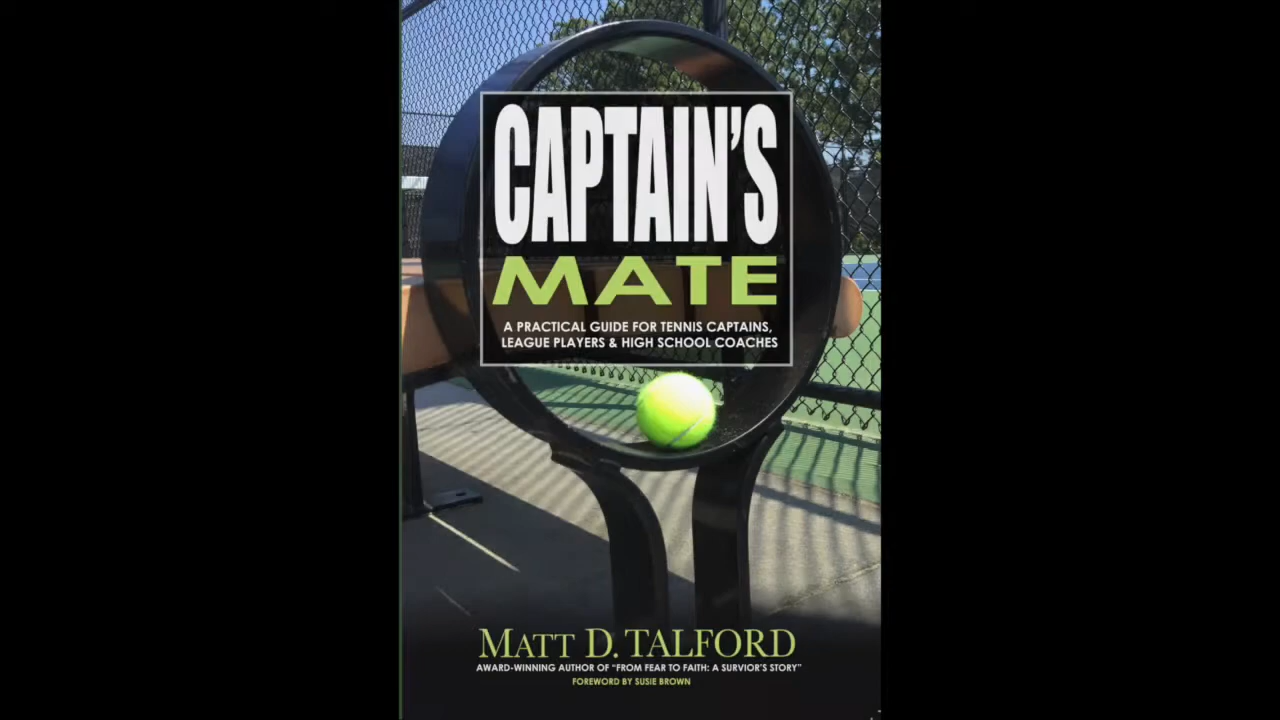 CAPTAIN'S
MATE
A PRACTICAL GUIDE FOR TENNIS CAPTAINS,
LEAGUE PLAYERS & HIGH SCHOOL COACHES
MATT D. TALFORD
AWARD-WINNING AUTHOR OF "FROM FEAR TO FAITH: A SURVIOR'S STORY"
FOREWORD BY SUSIE BROWN